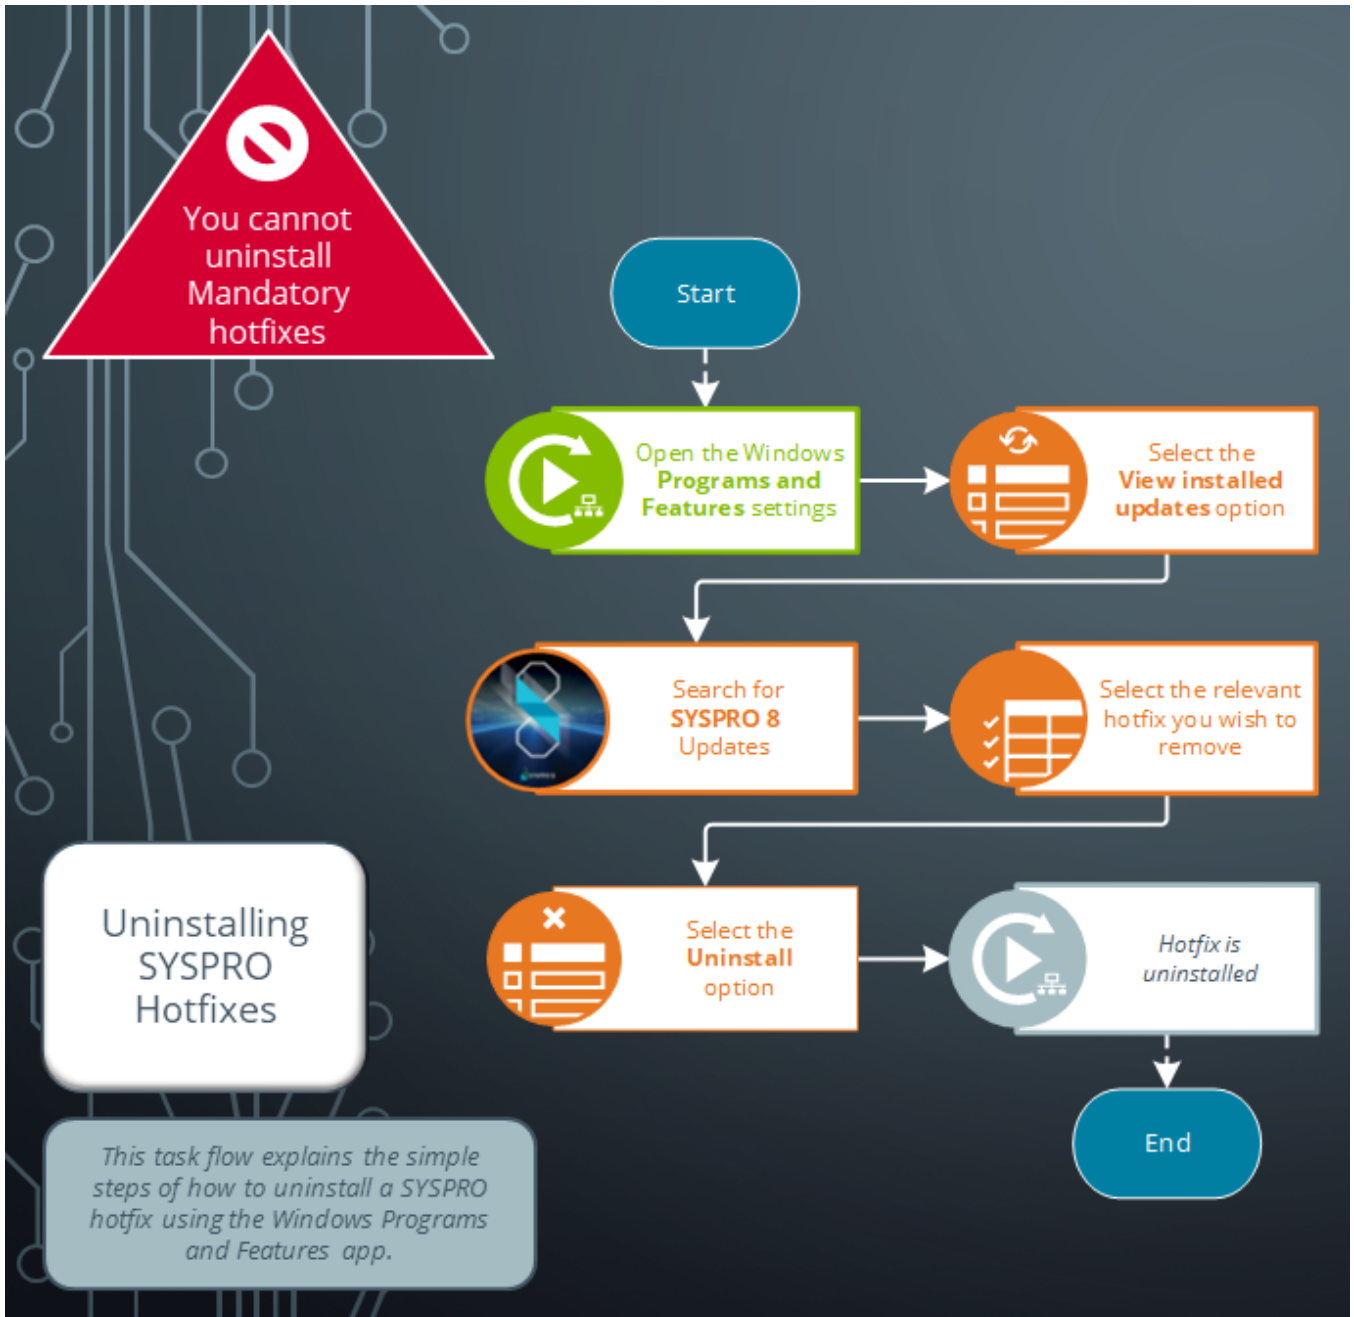 You cannot
uninstall
Mandatory
hotfixes
Start
Open the Windows
Programs and
Features settings
Select the
View installed
updates option
Search for
SYSPRO 8
Updates
Select the relevant
hotfix you wish to
remove
Select the
Uninstall
option
Hotfix is
uninstalled
End
Uninstalling
SYSPRO
Hotfixes
This task flow explains the simple
steps of how to uninstall a SYSPRO
hotfix using the Windows Programs
and Features app.